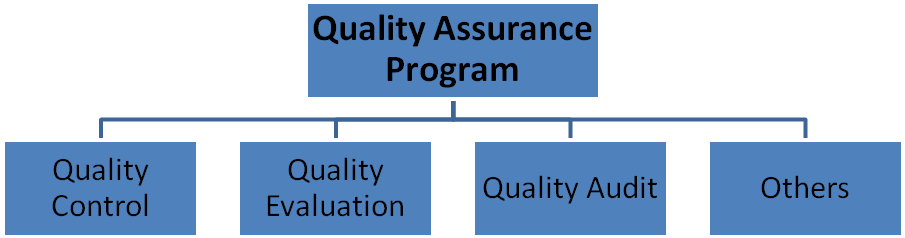 Quality Assurance
Program
Quality
Control
Quality
Evaluation
Quality Audit
Others